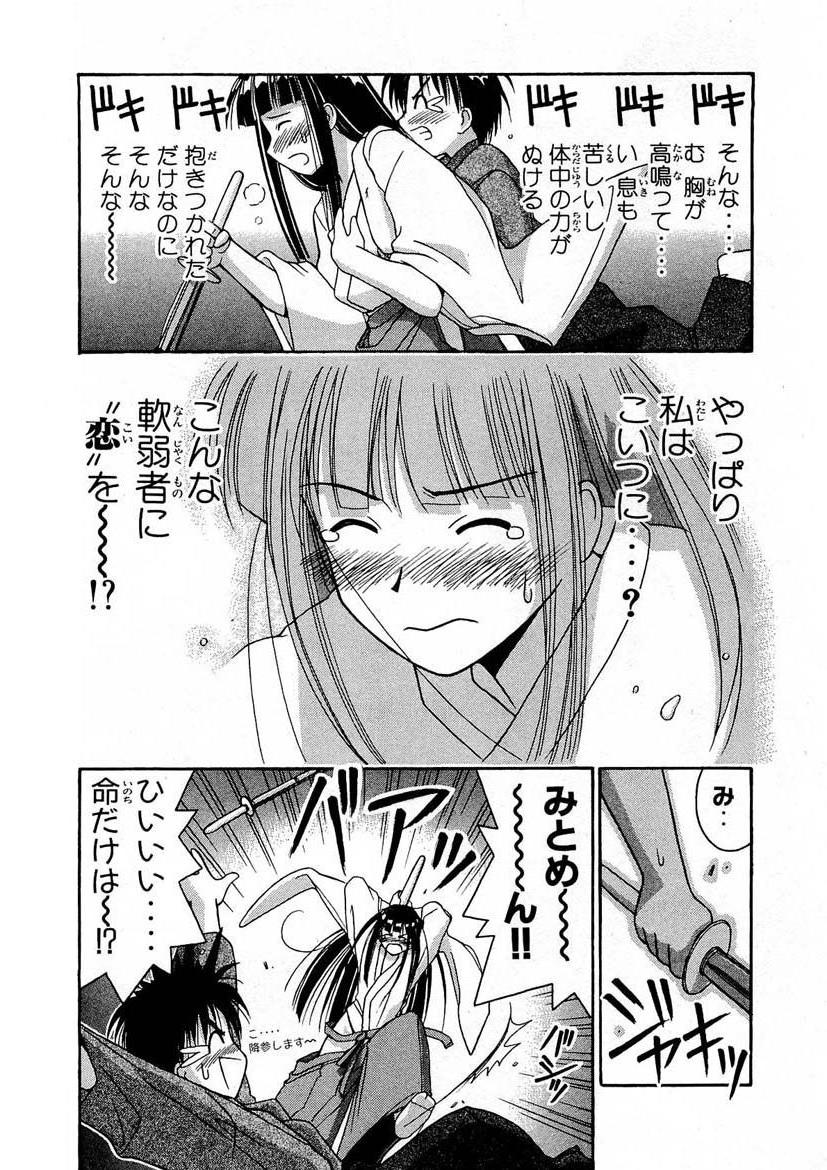 ドキ
ドキ
ドキ
ドキ
ドキ
そんな‥‥
む 胸が
高鳴って‥‥
い 息も
苦しいし
体中の力が
ぬける
抱きつかれた
だけなのに
そんな
そんな〜〜
やっぱり
私は
こいつに‥‥?
こんな
軟弱者に
〝恋〟を〜〜〜!?
み‥
ジャキッ
みとめ〜〜
〜〜ん!!
バアッ
バシッ
ひいいい‥‥
命だけは〜!?
こ‥‥
降参します〜